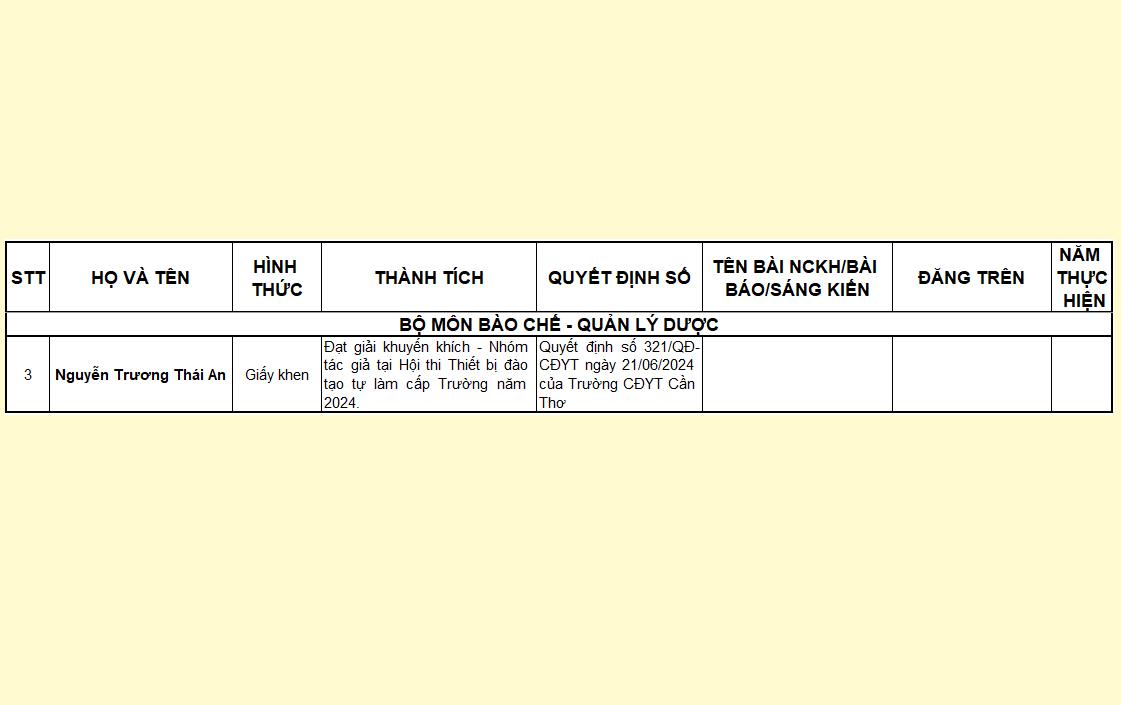 STT
HỌ VÀ TÊN
HÌNH
THỨC
THÀNH TÍCH
QUYẾT ĐỊNH SỐ
TÊN BÀI NCKH/BÀI
BÁO/SÁNG KIẾN
ĐĂNG TRÊN
NĂM
THỰC
HIỆN
BỘ MÔN BÀO CHẾ - QUẢN LÝ DƯỢC
3
Nguyễn Trương Thái An
Giấy khen
Đạt giải khuyến khích - Nhóm
tác giả tại Hội thi Thiết bị đào
tạo tự làm cấp Trường năm
2024.
Quyết định số 321/QĐ-
CĐYT ngày 21/06/2024
của Trường CĐYT Cần
Thơ